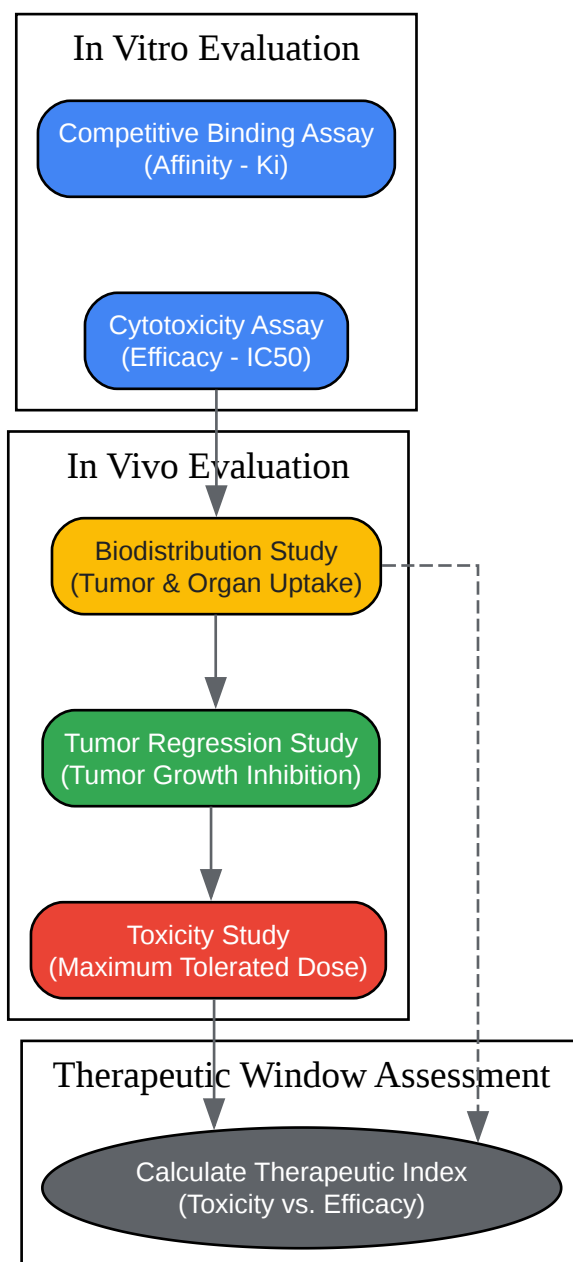 In Vitro Evaluation
Competitive Binding Assay
(Affinity - Ki)
Cytotoxicity Assay
(Efficacy - IC50)
In Vivo Evaluation
Biodistribution Study
(Tumor & Organ Uptake)
Tumor Regression Study
(Tumor Growth Inhibition)
Toxicity Study
(Maximum Tolerated Dose)
Therapeutic Window Assessment
Calculate Therapeutic Index
(Toxicity vs. Efficacy)